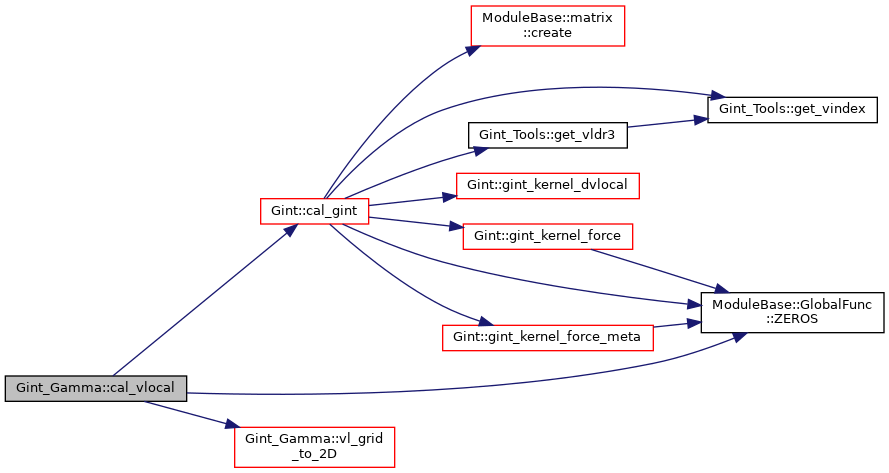 ModuleBase::matrix
::create
Gint_Tools::get_vindex
Gint_Tools::get_vldr3
Gint::gint_kernel_dvlocal
Gint::cal_gint
Gint::gint_kernel_force
ModuleBase::GlobalFunc
::ZEROS
Gint::gint_kernel_force_meta
Gint_Gamma::cal_vlocal
Gint_Gamma::vl_grid
_to_2D